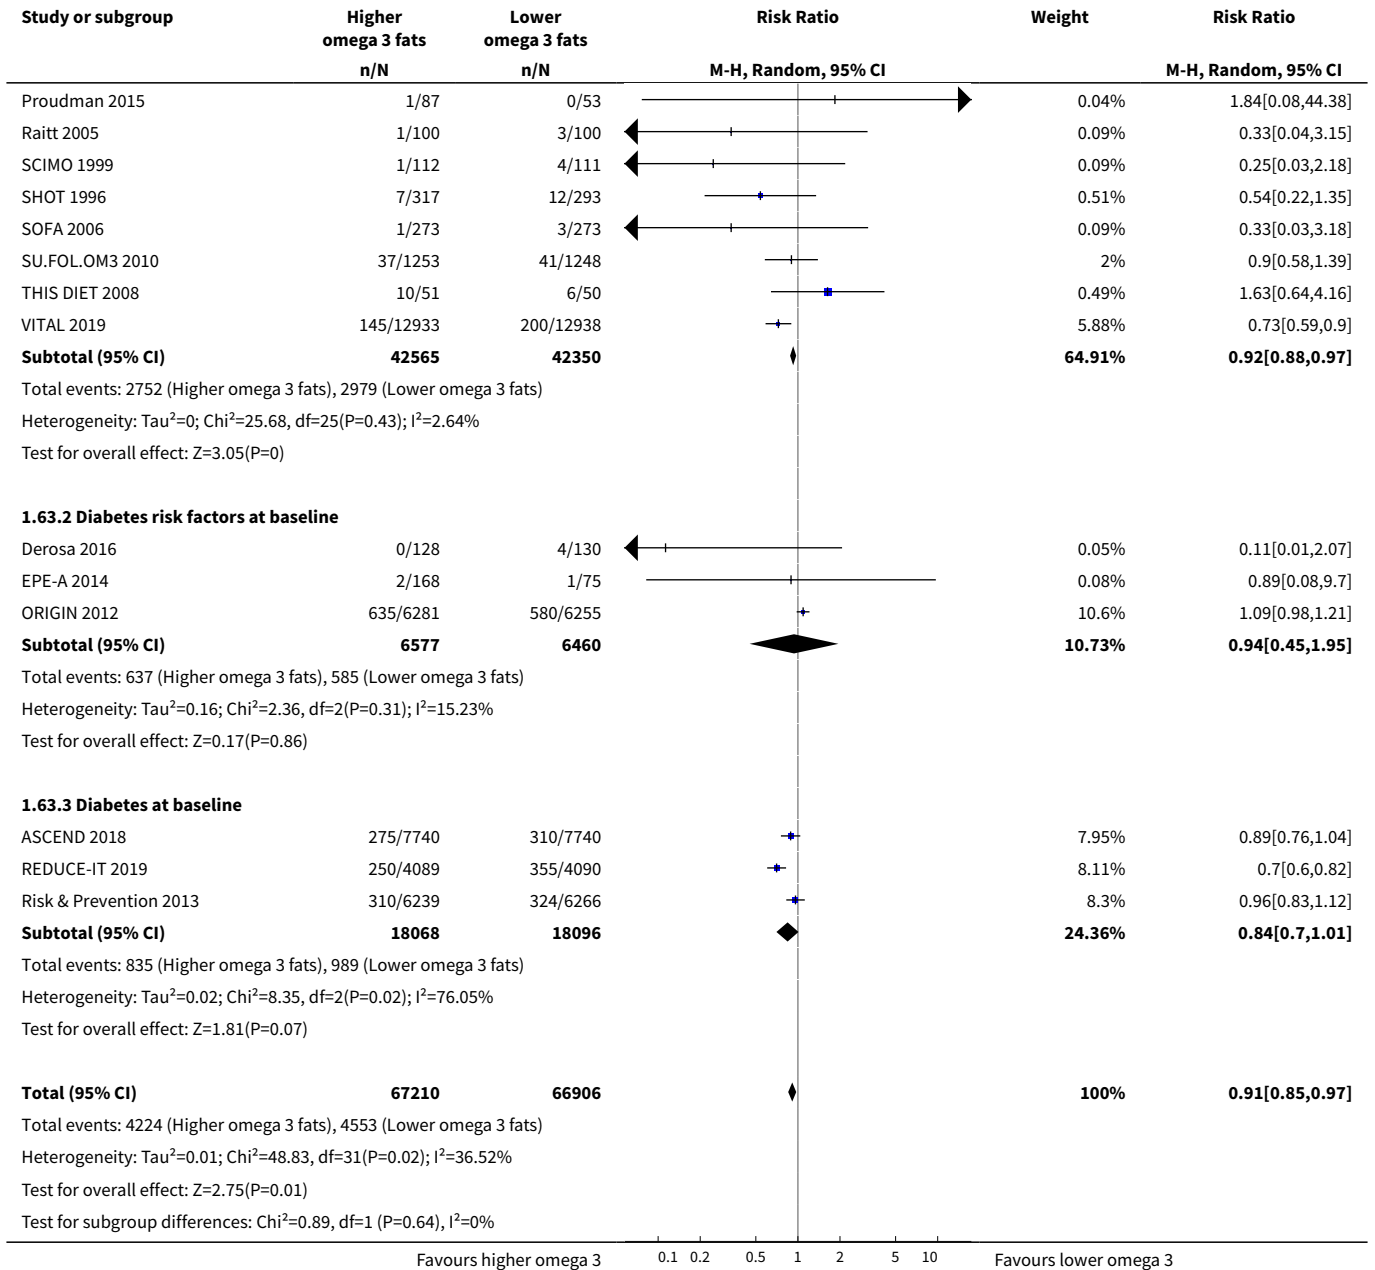 Study or subgroup Higher omega 3 fats Lower omega 3 fats Risk Ratio Weight Risk Ratio
n/N n/N M-H, Random, 95% CI M-H, Random, 95% CI
Proudman 2015 1/87 0/53 0.04% 1.84[0.08,44.38]
Raitt 2005 1/100 3/100 0.09% 0.33[0.04,3.15]
SCIMO 1999 1/112 4/111 0.09% 0.25[0.03,2.18]
SHOT 1996 7/317 12/293 0.51% 0.54[0.22,1.35]
SOFA 2006 1/273 3/273 0.09% 0.33[0.03,3.18]
SU.FOL.OM3 2010 37/1253 41/1248 2% 0.9[0.58,1.39]
THIS DIET 2008 10/51 6/50 0.49% 1.63[0.64,4.16]
VITAL 2019 145/12933 200/12938 5.88% 0.73[0.59,0.9]
Subtotal (95% CI) 42565 42350 64.91% 0.92[0.88,0.97]
Total events: 2752 (Higher omega 3 fats), 2979 (Lower omega 3 fats)
Heterogeneity: Tau²=0; Chi²=25.68, df=25(P=0.43); I²=2.64%
Test for overall effect: Z=3.05(P=0)
1.63.2 Diabetes risk factors at baseline
Derosa 2016 0/128 4/130 0.05% 0.11[0.01,2.07]
EPE-A 2014 2/168 1/75 0.08% 0.89[0.08,9.7]
ORIGIN 2012 635/6281 580/6255 10.6% 1.09[0.98,1.21]
Subtotal (95% CI) 6577 6460 10.73% 0.94[0.45,1.95]
Total events: 637 (Higher omega 3 fats), 585 (Lower omega 3 fats)
Heterogeneity: Tau²=0.16; Chi²=2.36, df=2(P=0.31); I²=15.23%
Test for overall effect: Z=0.17(P=0.86)
1.63.3 Diabetes at baseline
ASCEND 2018 275/7740 310/7740 7.95% 0.89[0.76,1.04]
REDUCE-IT 2019 250/4089 355/4090 8.11% 0.7[0.6,0.82]
Risk & Prevention 2013 310/6239 324/6266 8.3% 0.96[0.83,1.12]
Subtotal (95% CI) 18068 18096 24.36% 0.84[0.7,1.01]
Total events: 835 (Higher omega 3 fats), 989 (Lower omega 3 fats)
Heterogeneity: Tau²=0.02; Chi²=8.35, df=2(P=0.02); I²=76.05%
Test for overall effect: Z=1.81(P=0.07)
Total (95% CI) 67210 66906 100% 0.91[0.85,0.97]
Total events: 4224 (Higher omega 3 fats), 4553 (Lower omega 3 fats)
Heterogeneity: Tau²=0.01; Chi²=48.83, df=31(P=0.02); I²=36.52%
Test for overall effect: Z=2.75(P=0.01)
Test for subgroup differences: Chi²=0.89, df=1 (P=0.64), I²=0%
Favours higher omega 3 0.1 0.2 0.5 1 2 5 10 Favours lower omega 3